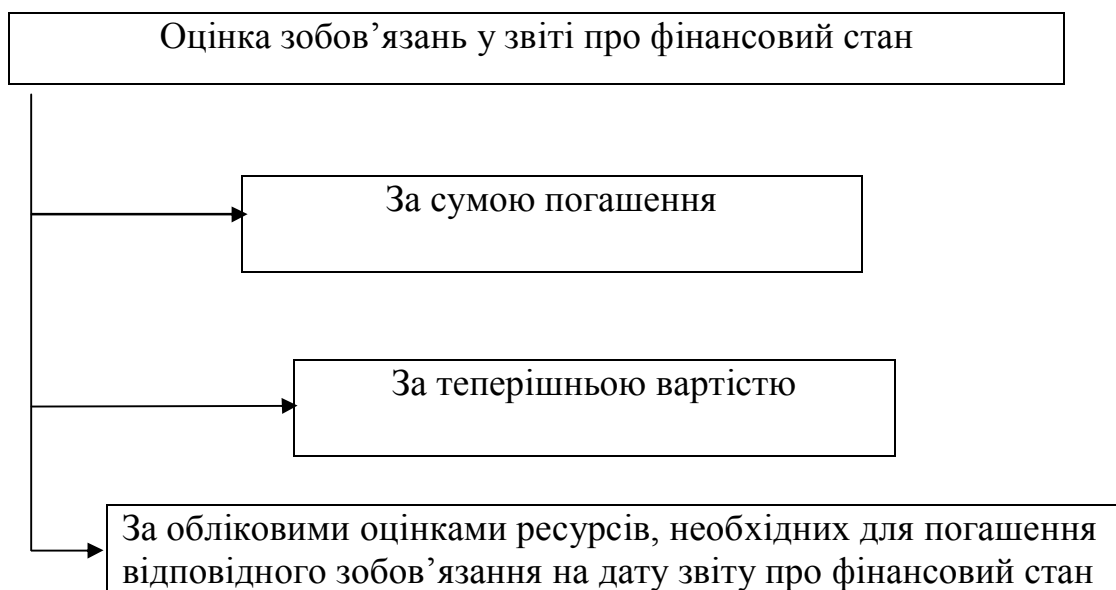 Оцінка зобов’язань у звіті про фінансовий стан
За сумою погашення
За теперішньою вартістю
За обліковими оцінками ресурсів, необхідних для погашення
відповідного зобов’язання на дату звіту про фінансовий стан